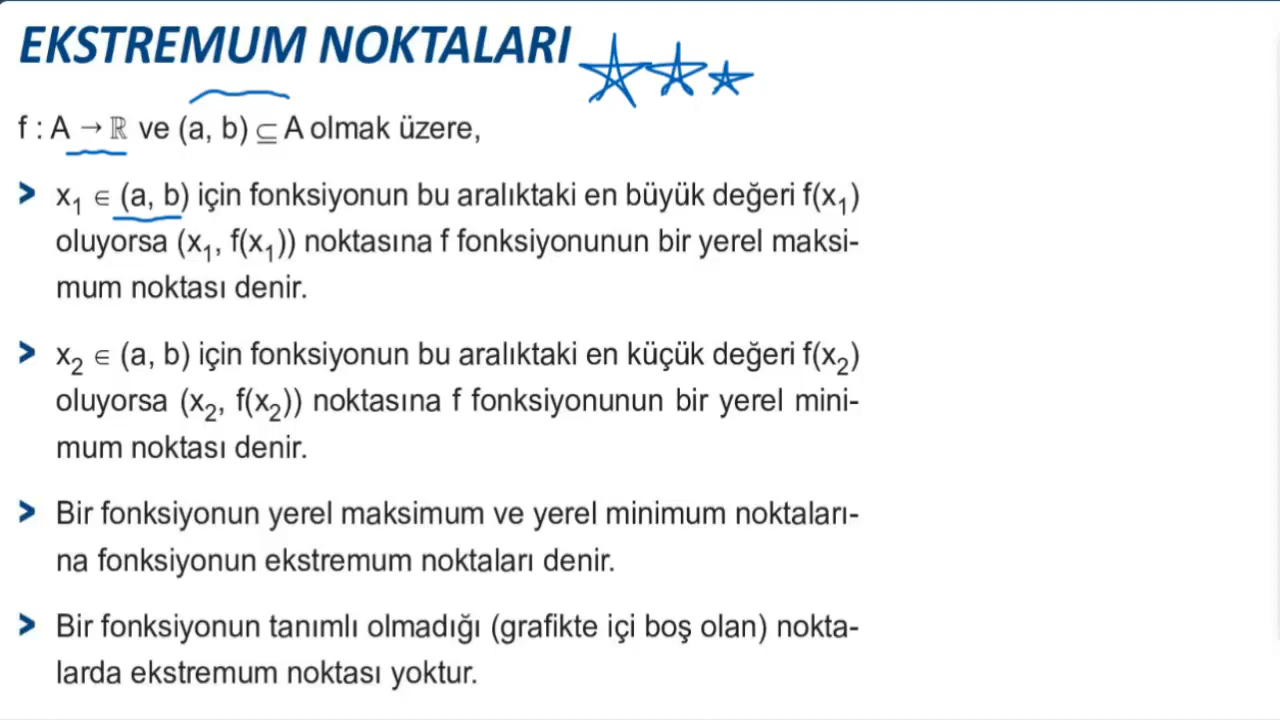 EKSTREMUM NOKTALARI
f : A → ℝ ve (a, b) ⊆ A olmak üzere,
> x₁ ∈ (a, b) için fonksiyonun bu aralıktaki en büyük değeri f(x₁)
oluyorsa (x₁, f(x₁)) noktasına f fonksiyonunun bir yerel maksi-
mum noktası denir.
> x₂ ∈ (a, b) için fonksiyonun bu aralıktaki en küçük değeri f(x₂)
oluyorsa (x₂, f(x₂)) noktasına f fonksiyonunun bir yerel mini-
mum noktası denir.
> Bir fonksiyonun yerel maksimum ve yerel minimum noktaları-
na fonksiyonun ekstremum noktaları denir.
> Bir fonksiyonun tanımlı olmadığı (grafikte içi boş olan) nokta-
larda ekstremum noktası yoktur.